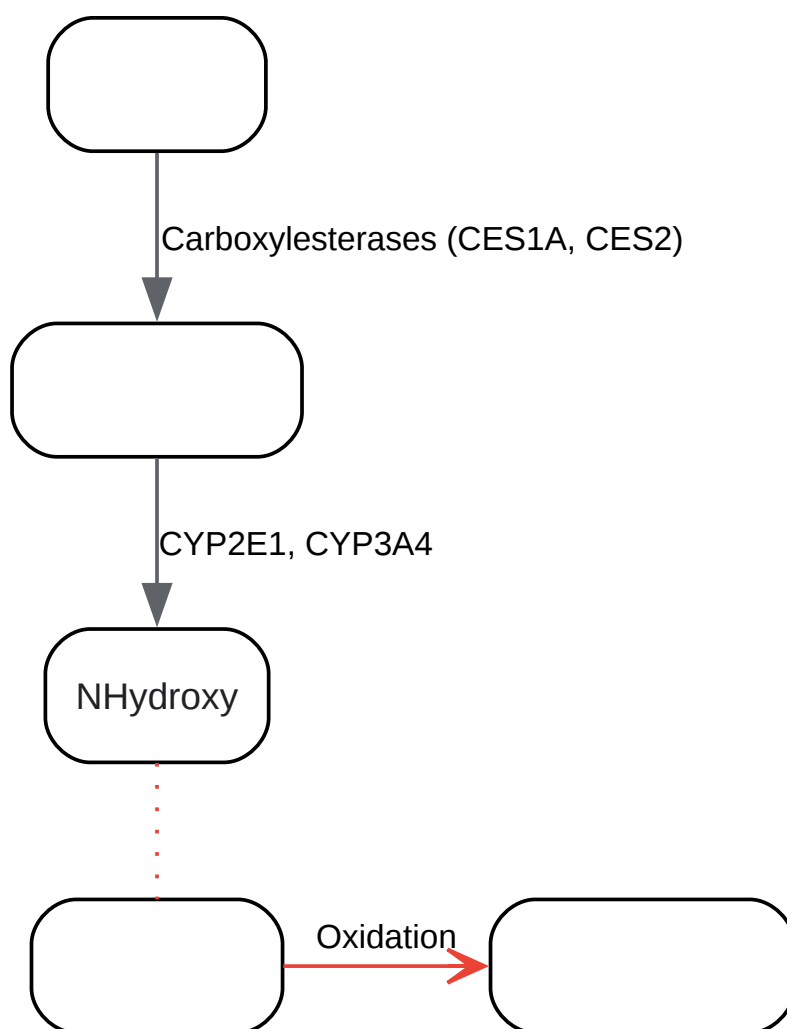 Carboxylesterases (CES1A, CES2)
CYP2E1, CYP3A4
NHydroxy
Oxidation